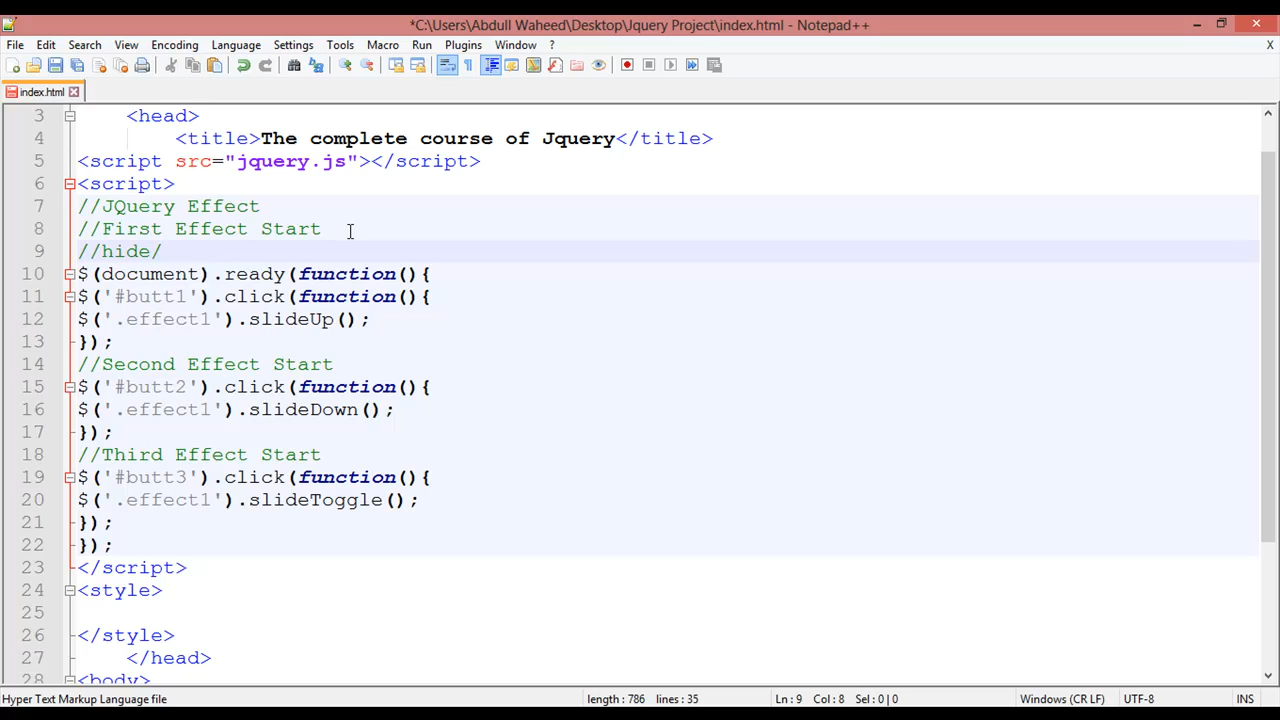 *C:\Users\Abdull Waheed\Desktop\Jquery Project\index.html - Notepad++
File Edit Search View Encoding Language Settings Tools Macro Run Plugins Window ? X
index.html
3 <head>
4 <title>The complete course of Jquery</title>
5 <script src="jquery.js"></script>
6 <script>
7 //JQuery Effect
8 //First Effect Start
9 //hide/
10 $(document).ready(function(){
11 $('#butt1').click(function(){
12 $('.effect1').slideUp();
13 });
14 //Second Effect Start
15 $('#butt2').click(function(){
16 $('.effect1').slideDown();
17 });
18 //Third Effect Start
19 $('#butt3').click(function(){
20 $('.effect1').slideToggle();
21 });
22 });
23 </script>
24 <style>
25
26 </style>
27 </head>
28 <body>
Hyper Text Markup Language file length : 786 lines : 35 Ln : 9 Col : 8 Sel : 0 | 0 Windows (CR LF) UTF-8 INS